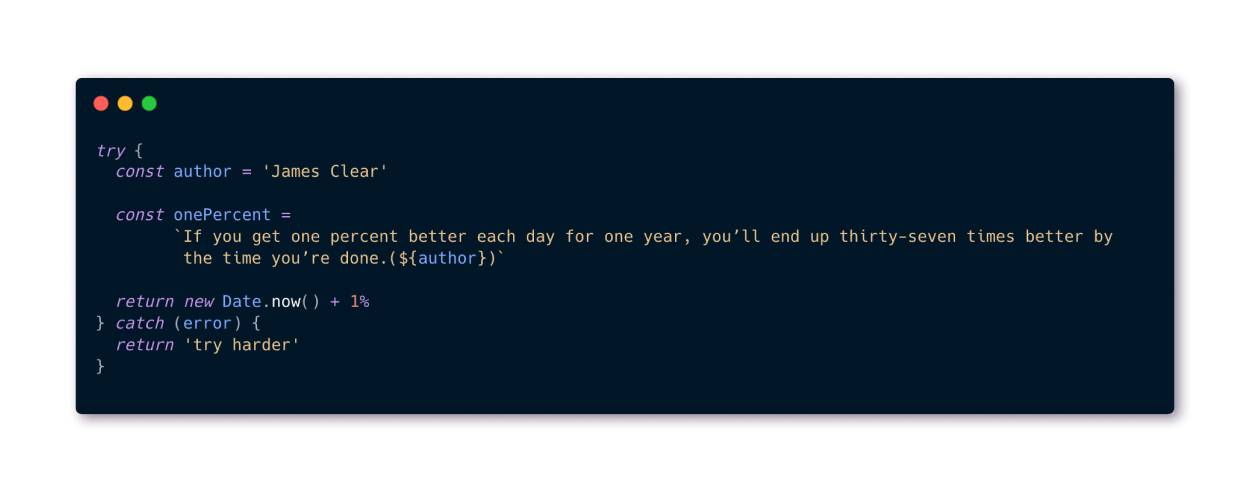 try {
  const author = 'James Clear'

  const onePercent =
        `If you get one percent better each day for one year, you’ll end up thirty-seven times better by
         the time you’re done.(${author})`

  return new Date.now() + 1%
} catch (error) {
  return 'try harder'
}